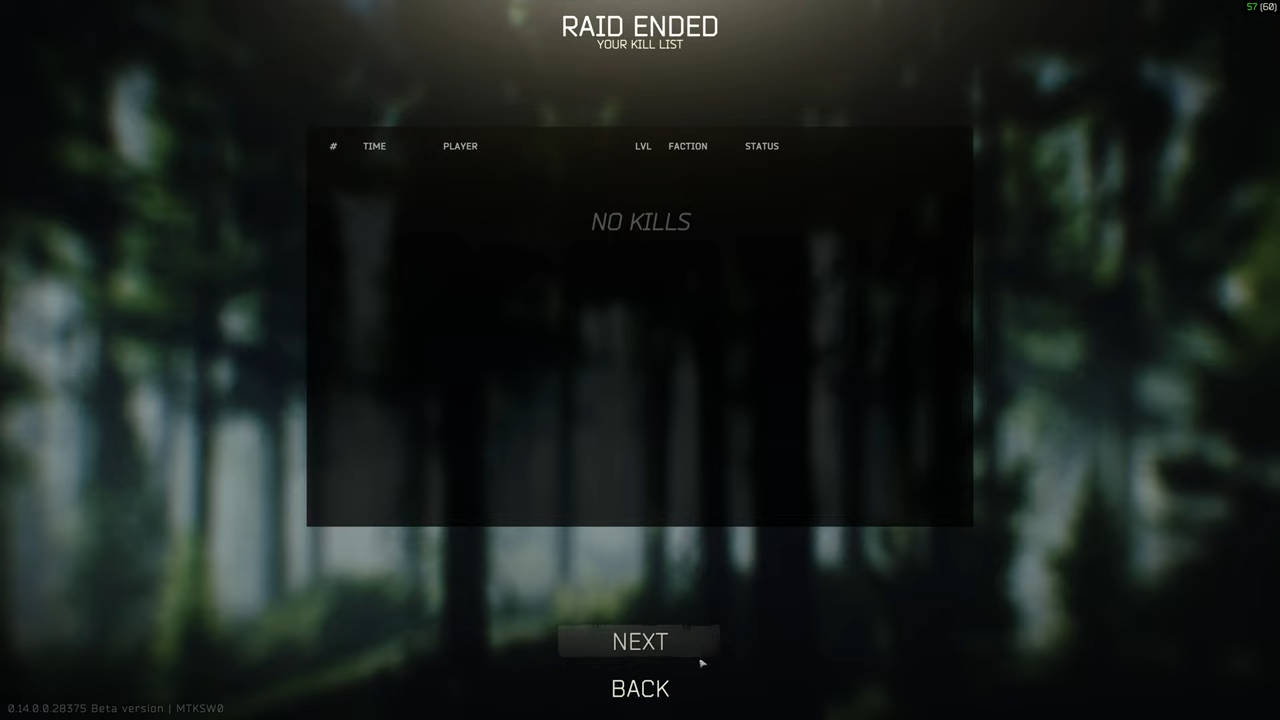 57 (60)
RAID ENDED
YOUR KILL LIST
# TIME PLAYER LVL FACTION STATUS
NO KILLS
NEXT
BACK
0.14.0.0.28375 Beta version | MTKSW0